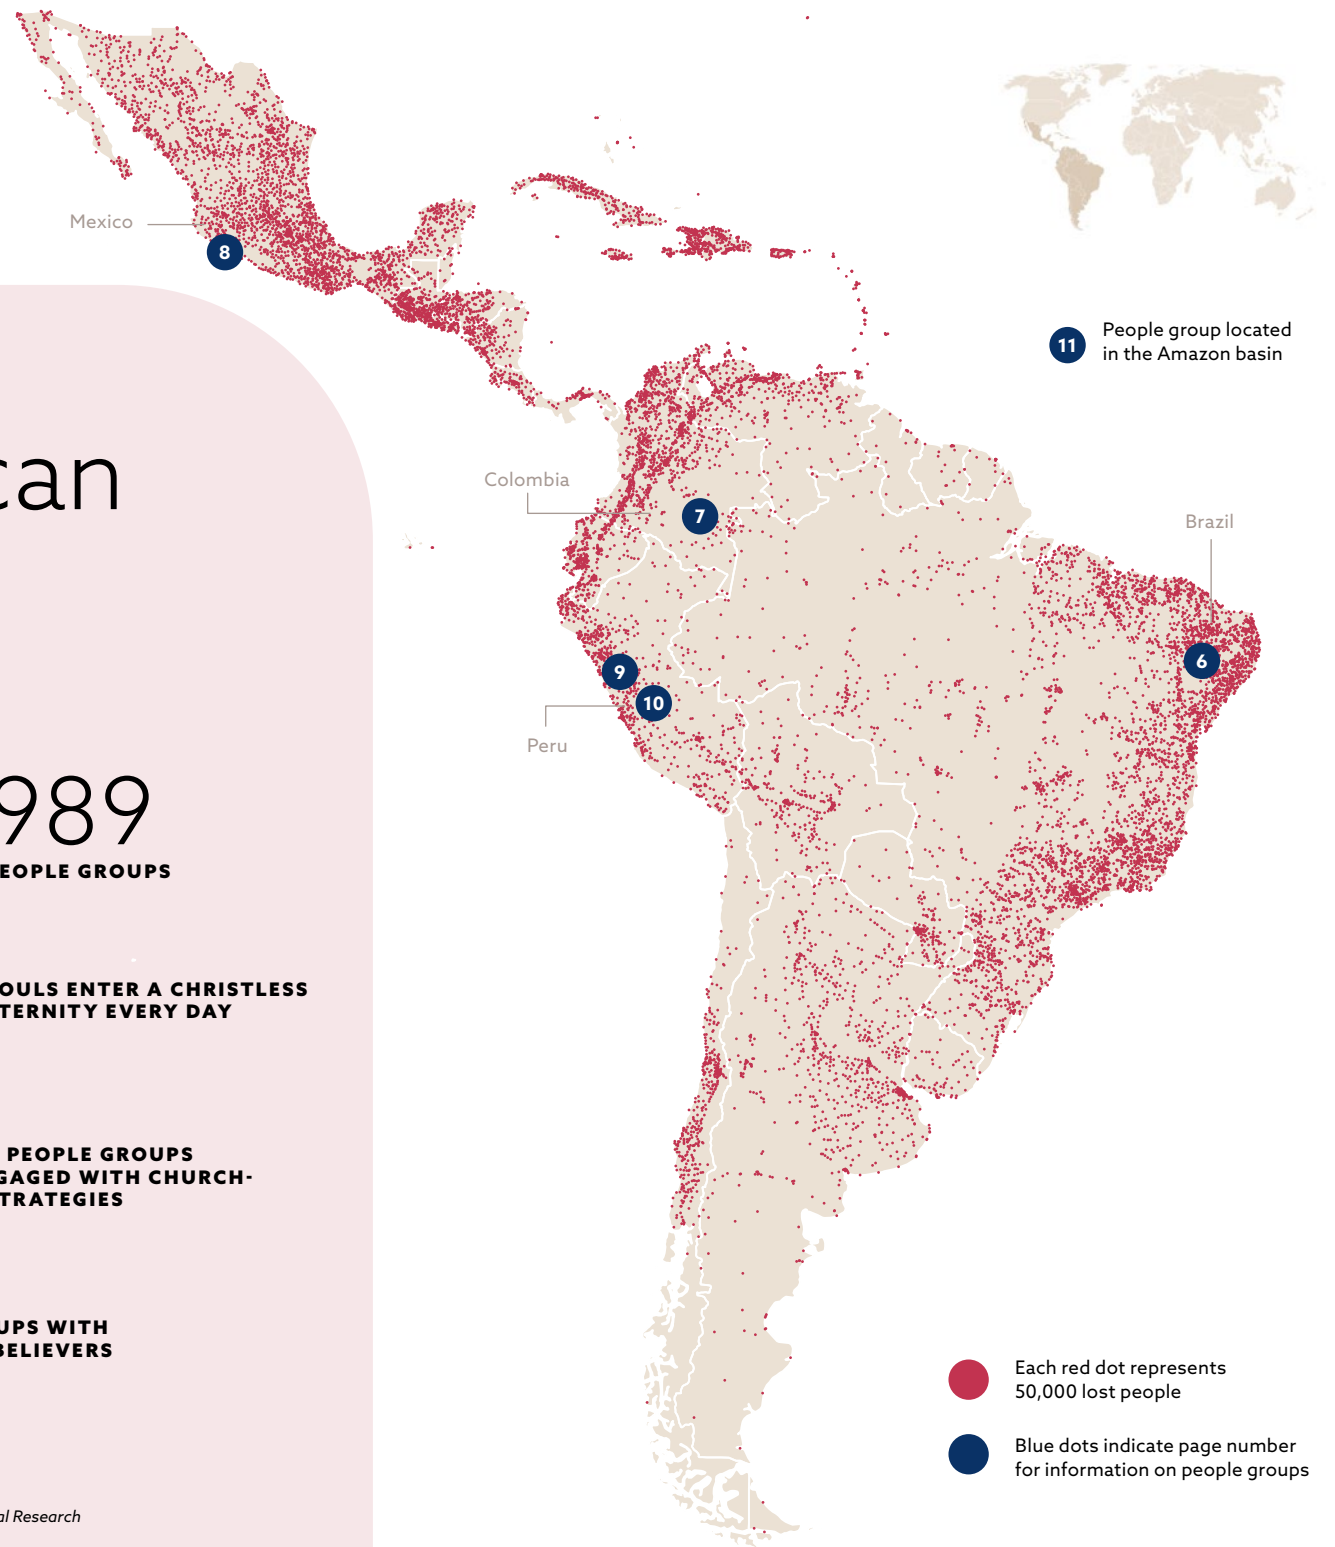 Mexico
8
11
People group located
in the Amazon basin
can
Colombia
7
Brazil
6
9
10
Peru
989
EOPLE GROUPS
OULS ENTER A CHRISTLESS
TERNITY EVERY DAY
PEOPLE GROUPS
GAGED WITH CHURCH-
TRATEGIES
UPS WITH
BELIEVERS
Each red dot represents
50,000 lost people
Blue dots indicate page number
for information on people groups
al Research